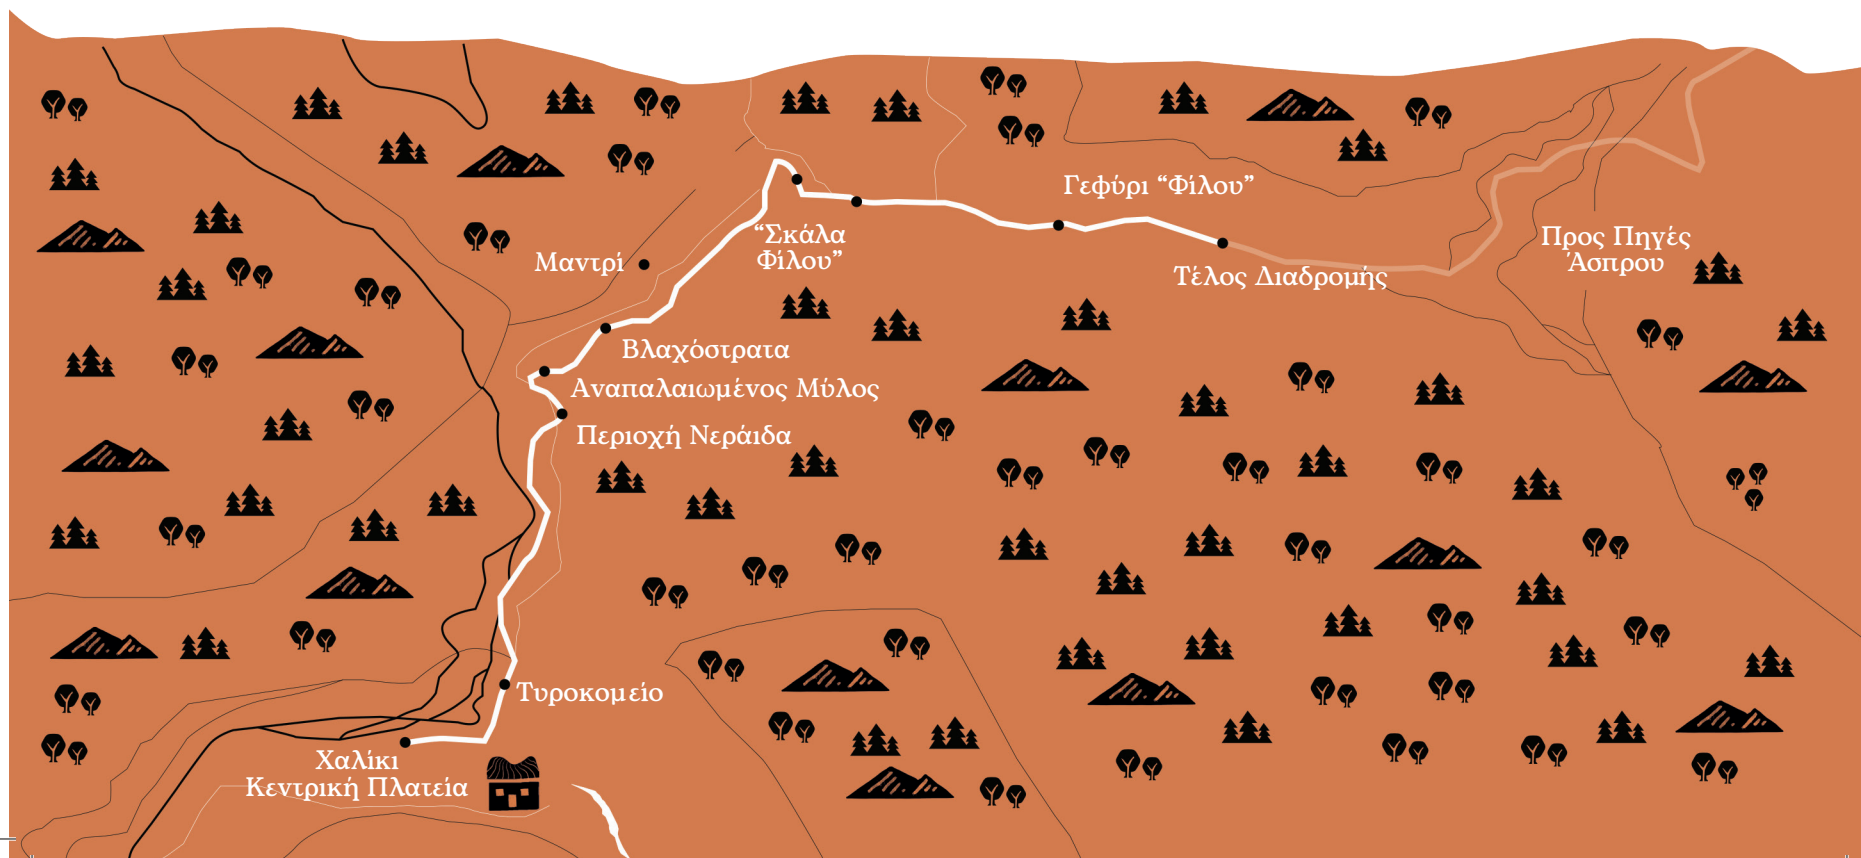 Γεφύρι “Φίλου”
“Σκάλα
Φίλου”
Προς Πηγές
Άσπρου
Μαντρί
Τέλος Διαδρομής
Βλαχόστρατα
Αναπαλαιωμένος Μύλος
Περιοχή Νεράιδα
Τυροκομείο
Χαλίκι
Κεντρική Πλατεία